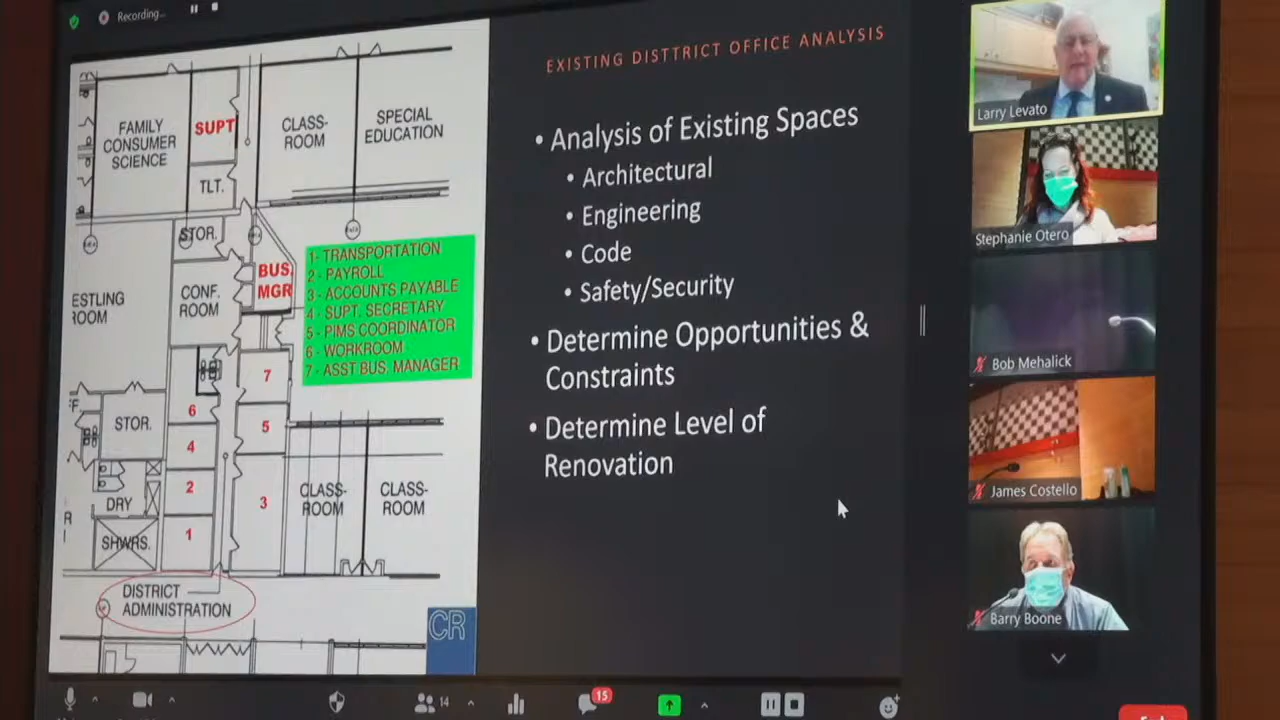 Recording...
EXISTING DISTTRICT OFFICE ANALYSIS
• Analysis of Existing Spaces
• Architectural
• Engineering
• Code
• Safety/Security
• Determine Opportunities &
Constraints
• Determine Level of
Renovation
FAMILY
CONSUMER
SCIENCE
SUPT
CLASS-
ROOM
SPECIAL
EDUCATION
TLT.
STOR.
BUS.
MGR
CONF.
ROOM
ESTLING
ROOM
1- TRANSPORTATION
2 - PAYROLL
3 - ACCOUNTS PAYABLE
4 - SUPT. SECRETARY
5 - PIMS COORDINATOR
6 - WORKROOM
7 - ASST BUS. MANAGER
7
6
5
STOR.
4
2
3
DRY
1
SHWRS.
CLASS-
ROOM
CLASS-
ROOM
DISTRICT
ADMINISTRATION
CR
Larry Levato
Stephanie Otero
Bob Mehalick
James Costello
Barry Boone
14
15